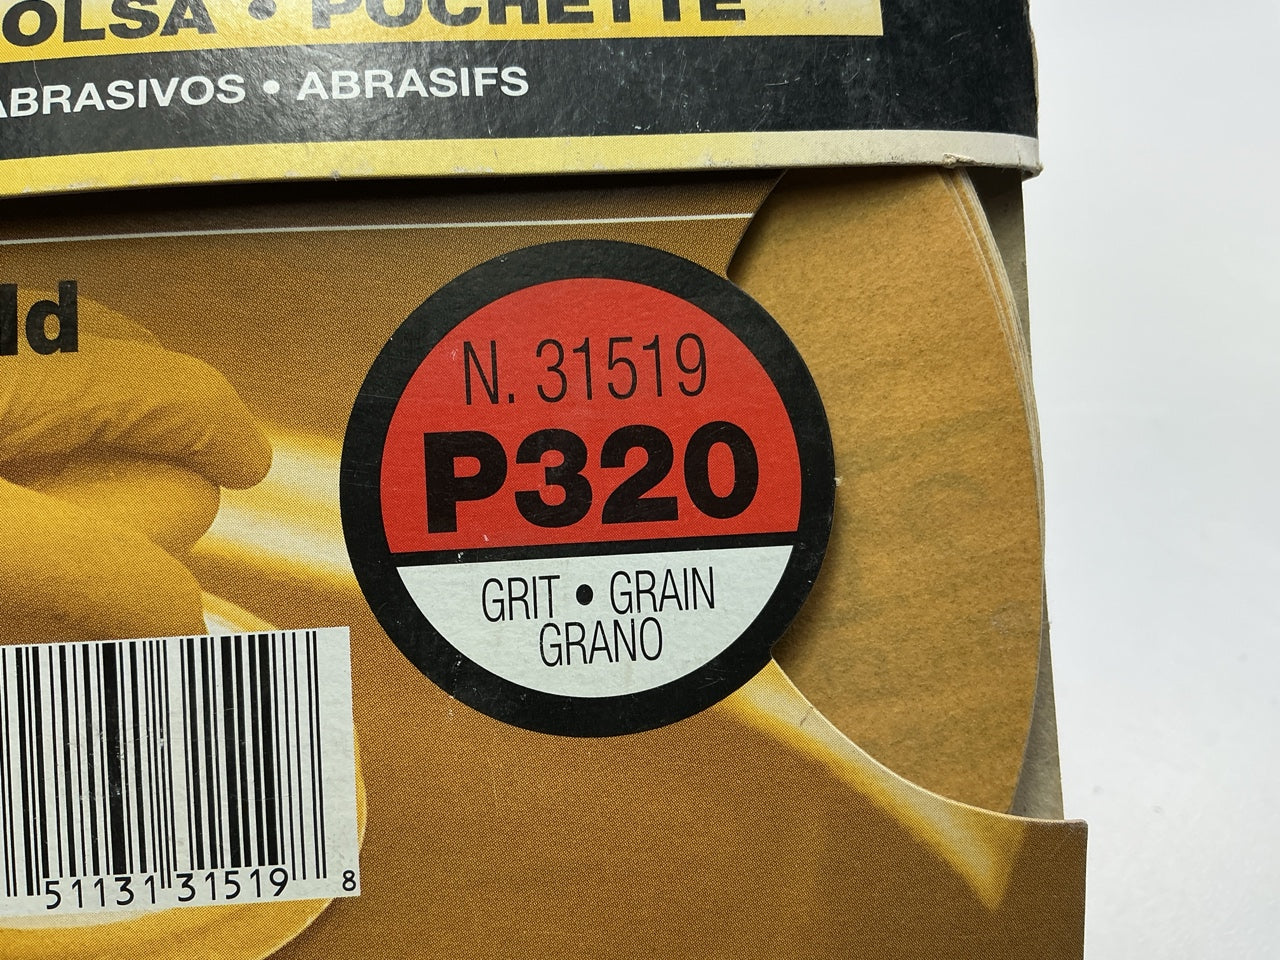 OLSA • POCHETTE
ABRASIVOS • ABRASIFS
ld
N. 31519
P320
GRIT • GRAIN
GRANO
51131 31519 8